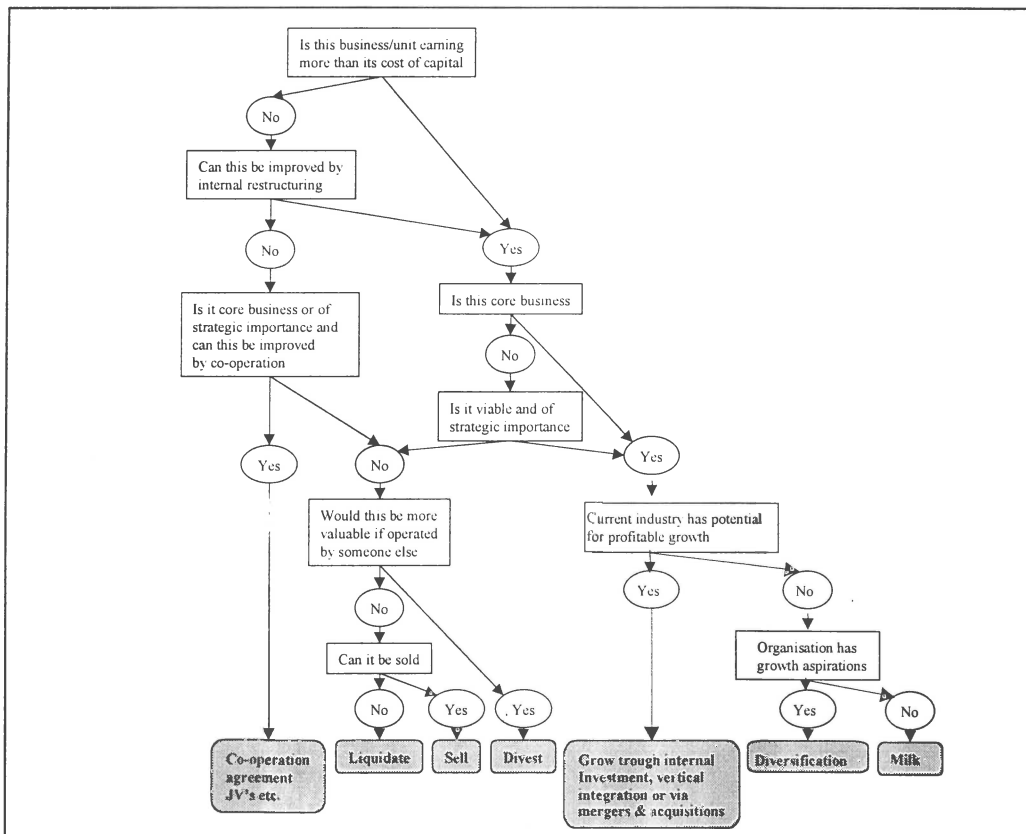 Is this business/unit earning
more than its cost of capital
No
Can this be improved by
internal restructuring
No
Yes
Is it core business or of
strategic importance and
can this be improved
by co-operation
Is this core business
No
Is it viable and of
strategic importance
Yes
No
Yes
Would this be more
valuable if operated
by someone else
Current industry has potential
for profitable growth
No
Yes
No
Can it be sold
Organisation has
growth aspirations
No
Yes
Yes
Yes
No
Co-operation
agreement
JV's etc.
Liquidate
Sell
Divest
Grow trough internal
Investment, vertical
integration or via
mergers & acquisitions
Diversification
Milk